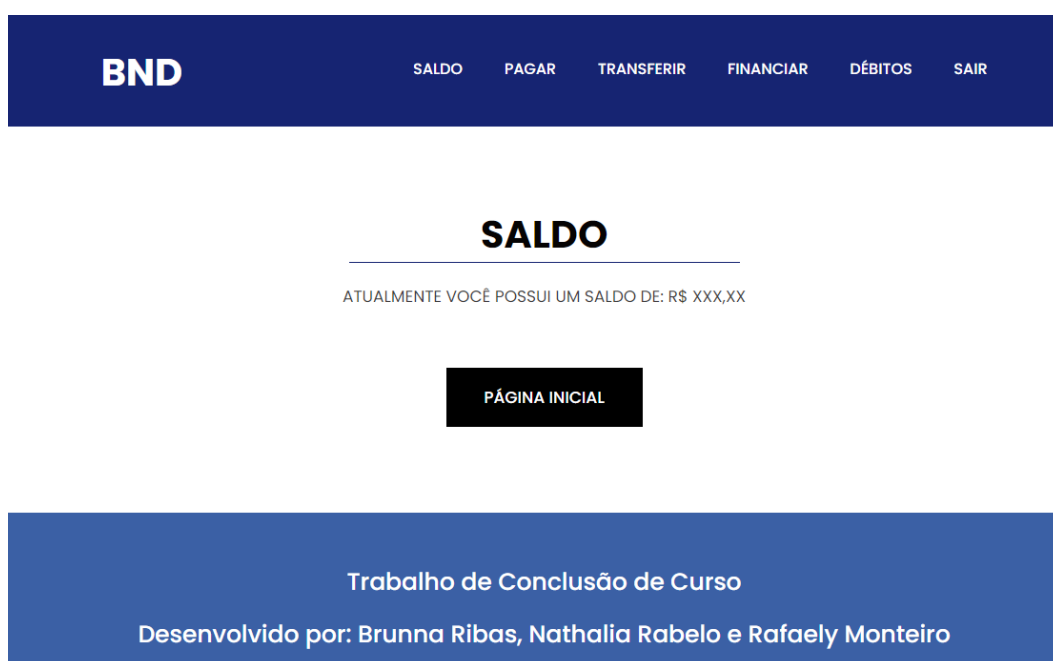 BND
SALDO PAGAR TRANSFERIR FINANCIAR DÉBITOS SAIR
SALDO
ATUALMENTE VOCÊ POSSUI UM SALDO DE: R$ XXX,XX
PÁGINA INICIAL
Trabalho de Conclusão de Curso
Desenvolvido por: Brunna Ribas, Nathalia Rabelo e Rafaely Monteiro